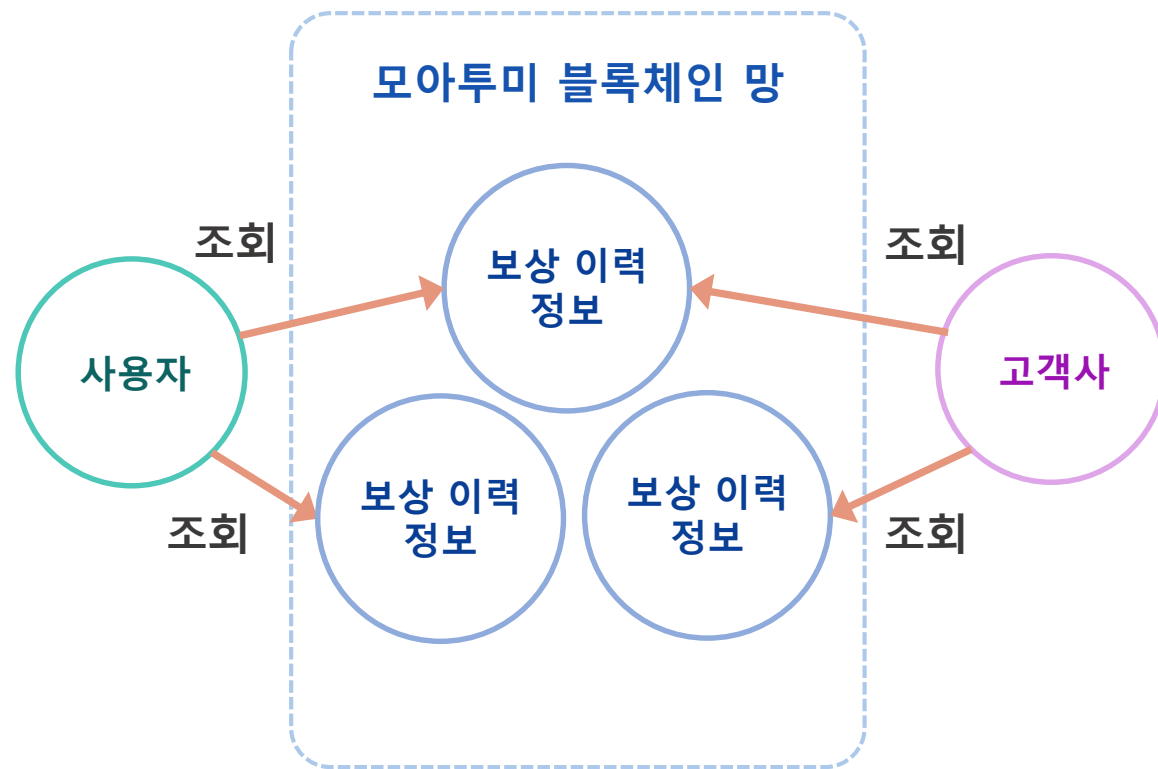 모아투미 블록체인 망
조회
조회
보상 이력
정보
사용자
고객사
보상 이력
정보
보상 이력
정보
조회
조회